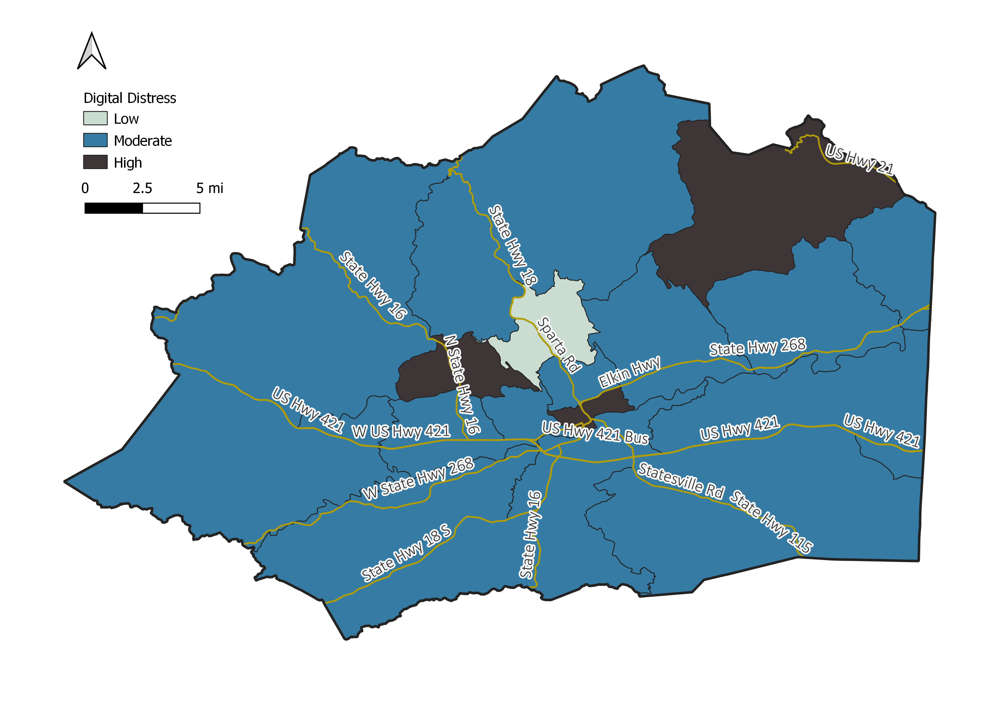 Digital Distress
Low
Moderate
High
0 2.5 5 mi
US Hwy 21
State Hwy 18
State Hwy 16
Sparta Rd
N State Hwy 16
State Hwy 268
Elkin Hwy
US Hwy 421
W US Hwy 421
US Hwy 421 Bus
US Hwy 421
US Hwy 421
W State Hwy 268
Statesville Rd
State Hwy 115
State Hwy 16
State Hwy 18 S